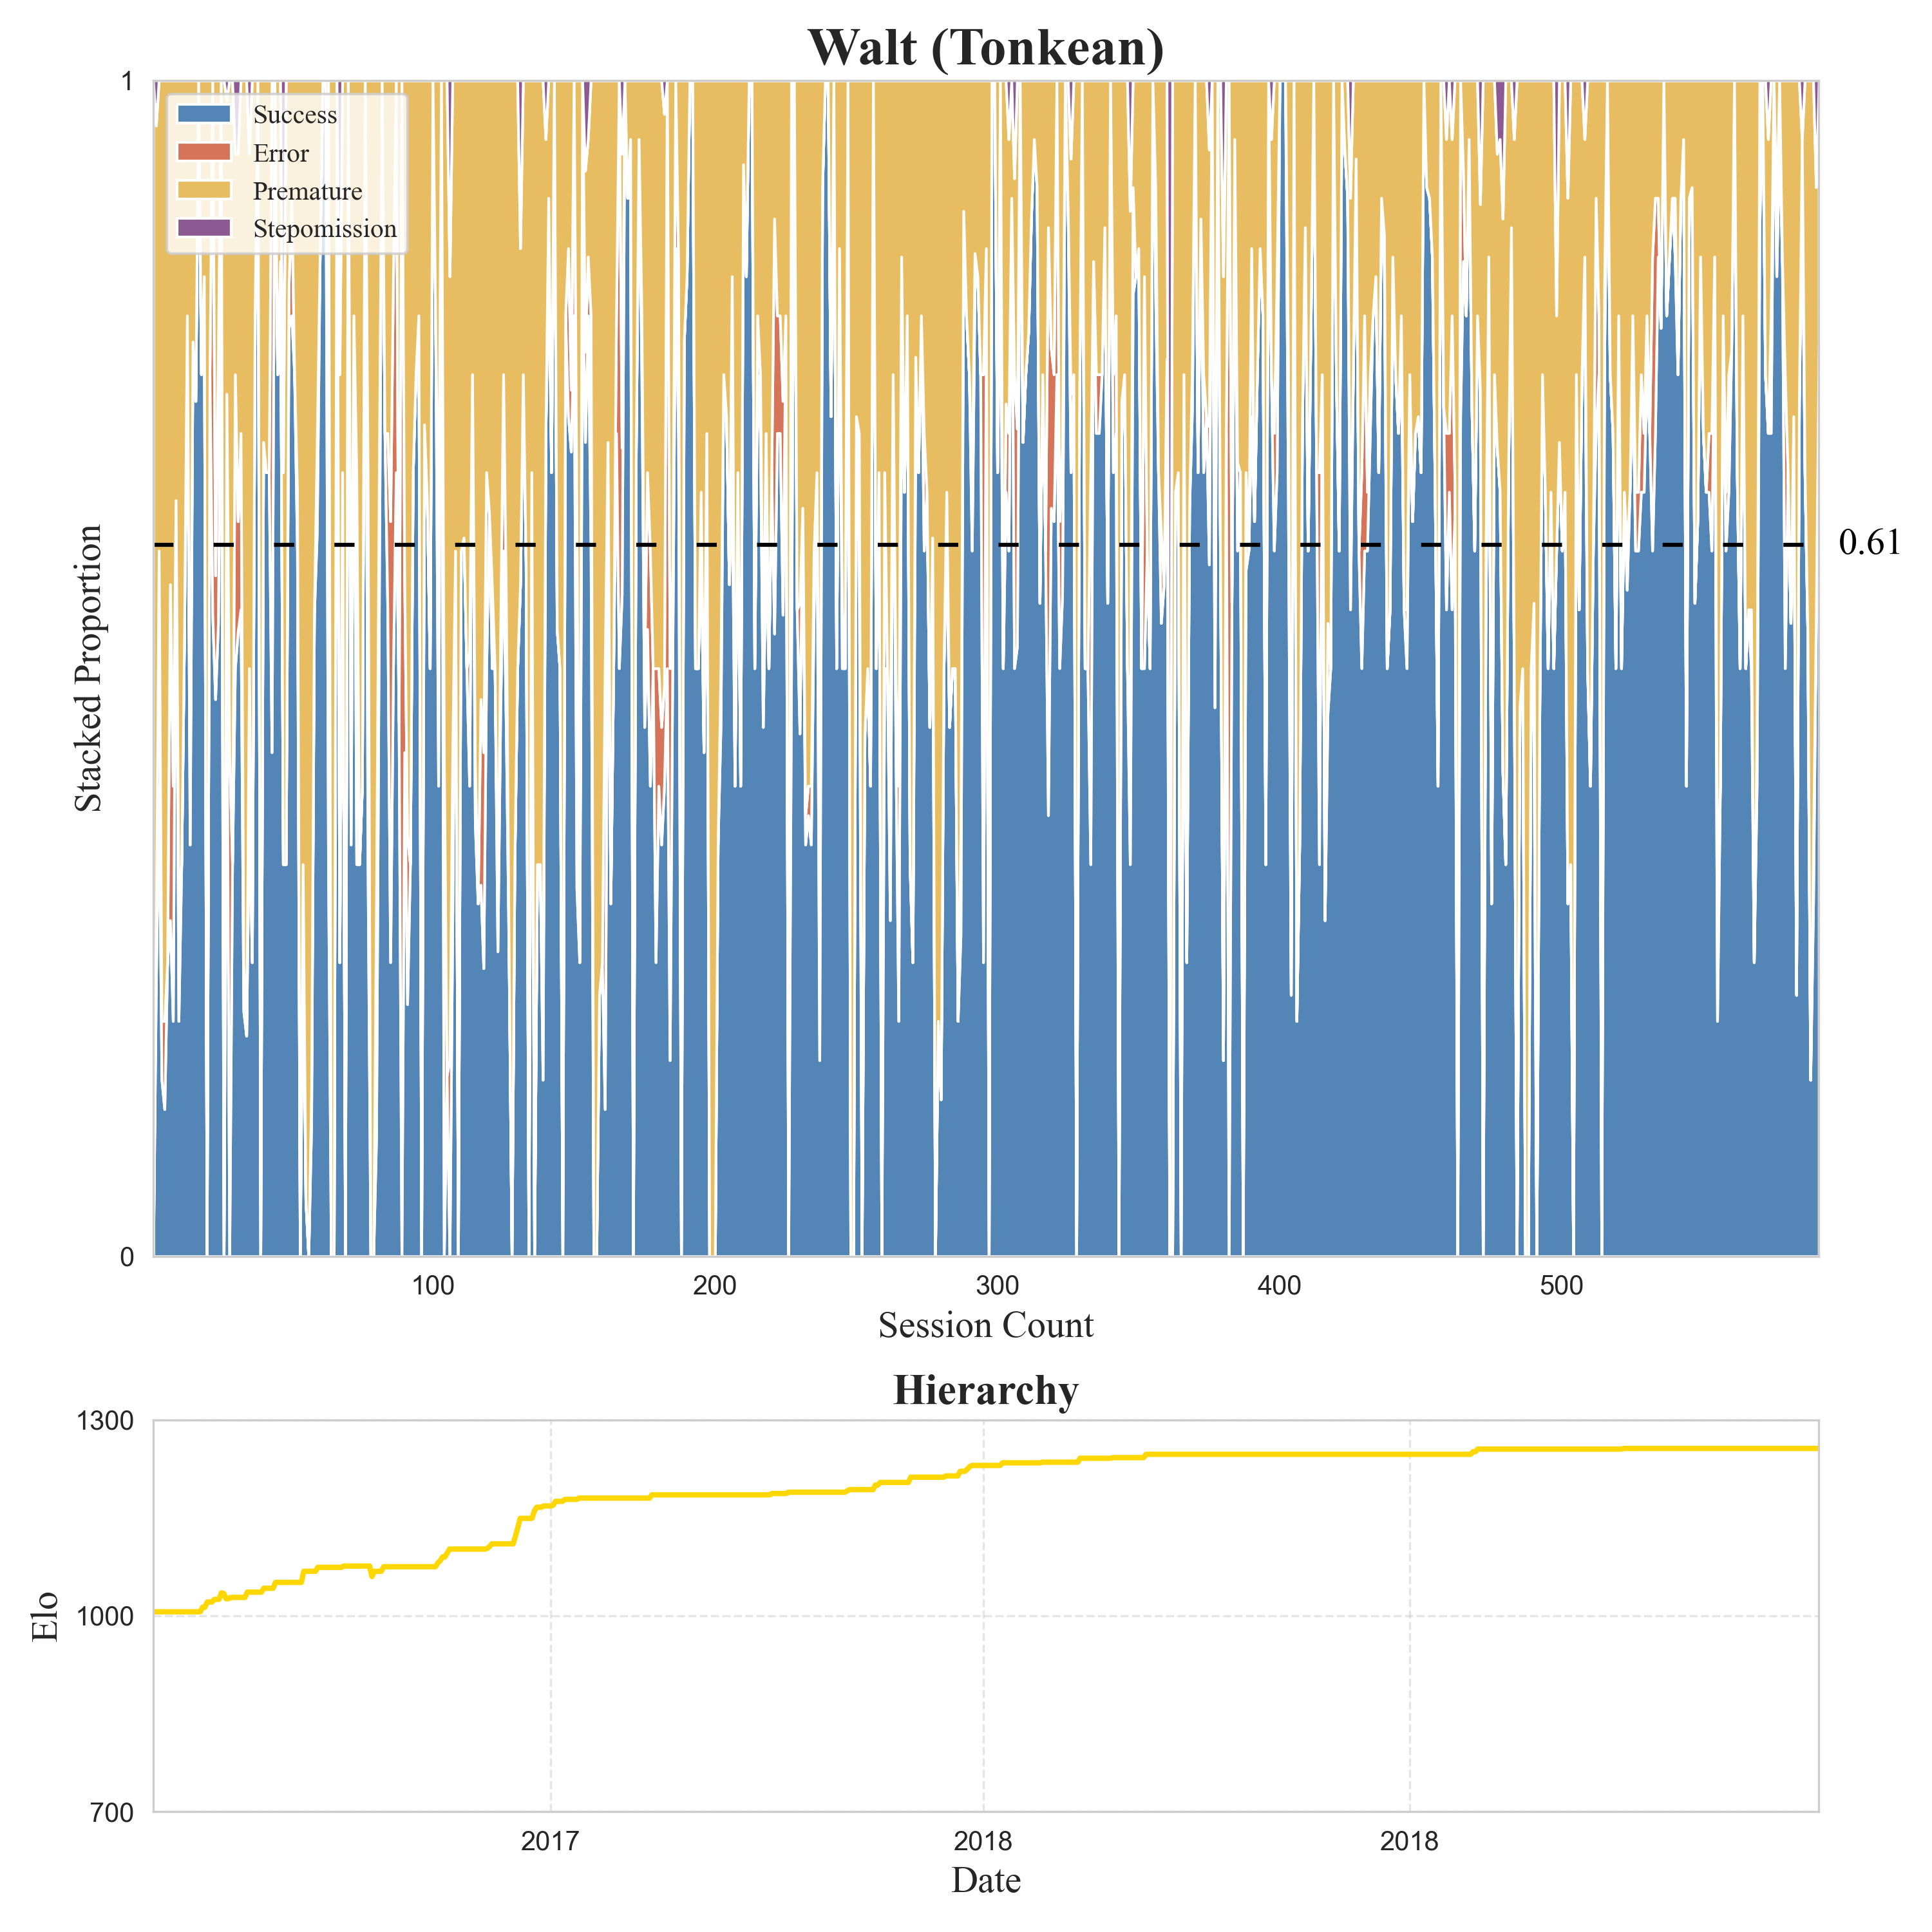 Walt (Tonkean)
1
Success
Error
Premature
Stepomission
0.61
Stacked Proportion
0
100 200 300 400 500
Session Count
Hierarchy
1300
1000
700
Elo
2017 2018 2018
Date